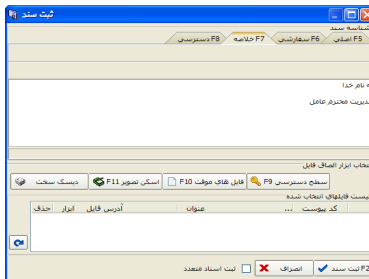 ثبت سند
شناسه سند
F5 اصلی F6 سفارشی F7 خلاصه F8 دسترسی
به نام خدا
مدیریت محترم عامل
انتخاب ابزار الصاق فایل
سطح دسترسی F9 فایل های موقت F10 اسکن تصویر F11 دیسک سخت
لیست فایلهای انتخاب شده
کد پیوست ... عنوان آدرس فایل ابزار حذف
F2 ثبت سند انصراف ثبت اسناد متعدد